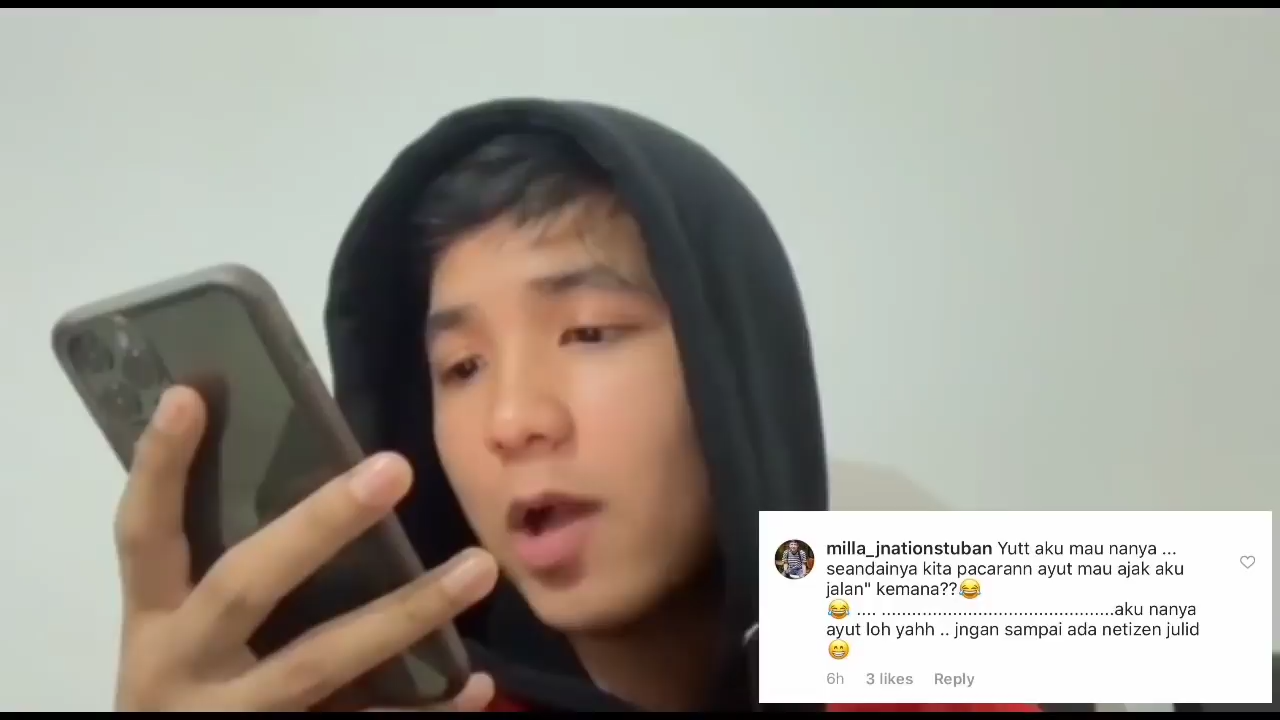 milla_jnationstuban Yutt aku mau nanya ...
seandainya kita pacarann ayut mau ajak aku
jalan" kemana??😂
😂 .... ............................................aku nanya
ayut loh yahh .. jngan sampai ada netizen julid
😁
6h 3 likes Reply